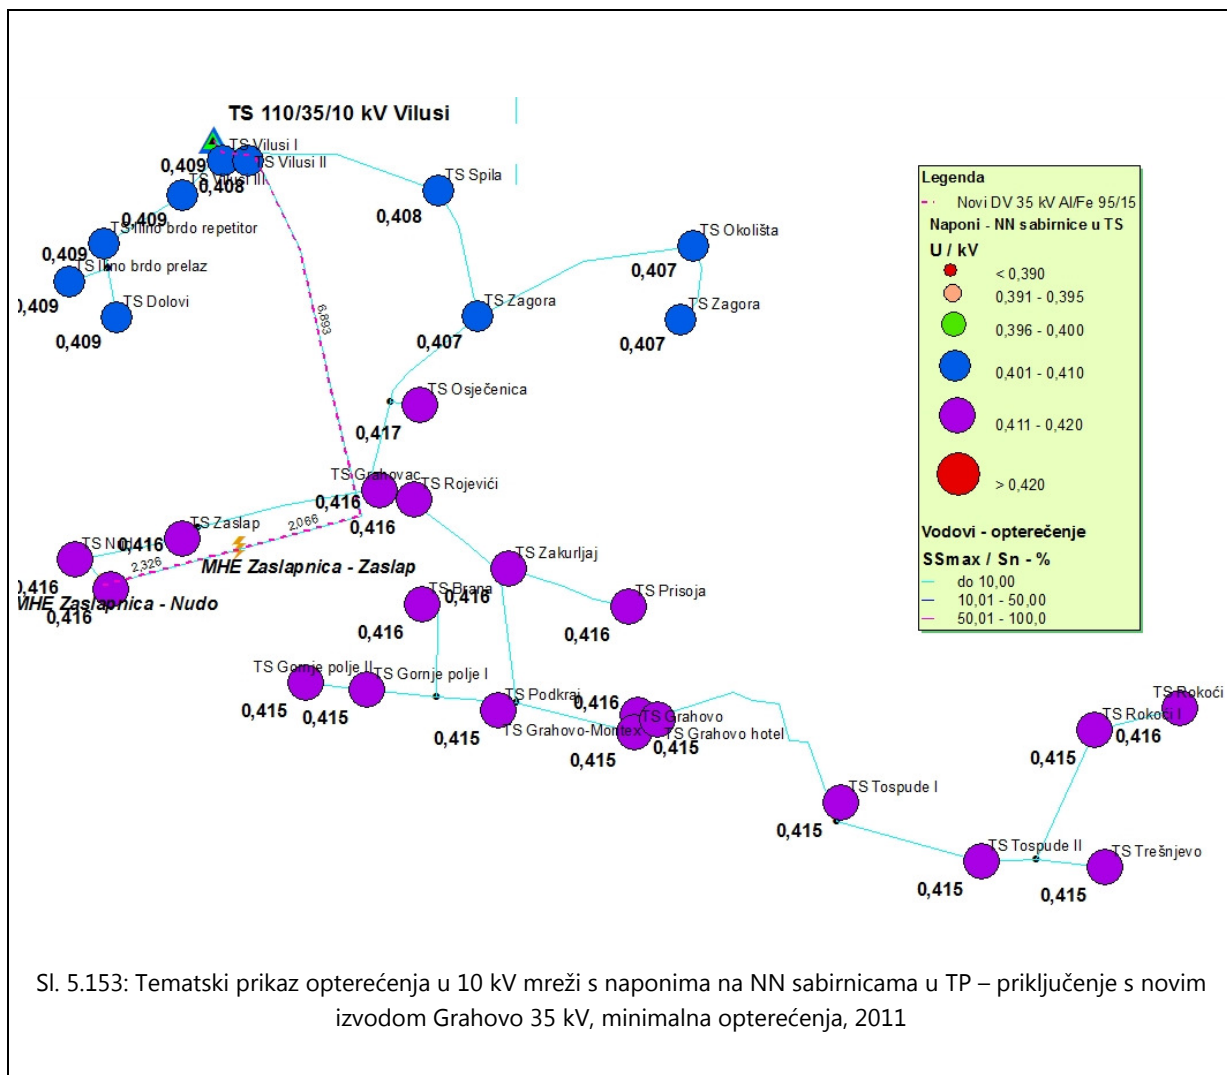 TS 110/35/10 kV Vilusi
TS Vilusi I
TS Vilusi II
0,409
0,408
TS Vilusi III
0,409
TS Ilino brdo repetitor
0,409
TS Ilino brdo prelaz
0,409
TS Dolovi
0,409
TS Spila
0,408
TS Okolišta
0,407
TS Zagora
0,407
TS Zagora
0,407
6,893
TS Osječenica
0,417
TS Grahovac
0,416
TS Rojevići
0,416
TS Zaslap
0,416
2,066
2,326
0,416
MHE Zaslapnica - Zaslap
MHE Zaslapnica - Nudo
0,416
TS Zakurljaj
0,416
TS Brana
0,416
TS Prisoja
0,416
TS Gornje polje II
0,415
TS Gornje polje I
0,415
TS Podkraj
0,415
TS Grahovo-Montex
0,416
TS Grahovo
TS Grahovo hotel
0,415
0,415
TS Tospude I
0,415
TS Tospude II
0,415
TS Trešnjevo
0,415
TS Rokoči I
0,415
TS Rokoči
0,416
Legenda
Novi DV 35 kV Al/Fe 95/15
Naponi - NN sabirnice u TS
U / kV
< 0,390
0,391 - 0,395
0,396 - 0,400
0,401 - 0,410
0,411 - 0,420
> 0,420
Vodovi - opterečenje
SSmax / Sn - %
do 10,00
10,01 - 50,00
50,01 - 100,0
Sl. 5.153: Tematski prikaz opterećenja u 10 kV mreži s naponima na NN sabirnicama u TP – priključenje s novim
izvodom Grahovo 35 kV, minimalna opterećenja, 2011